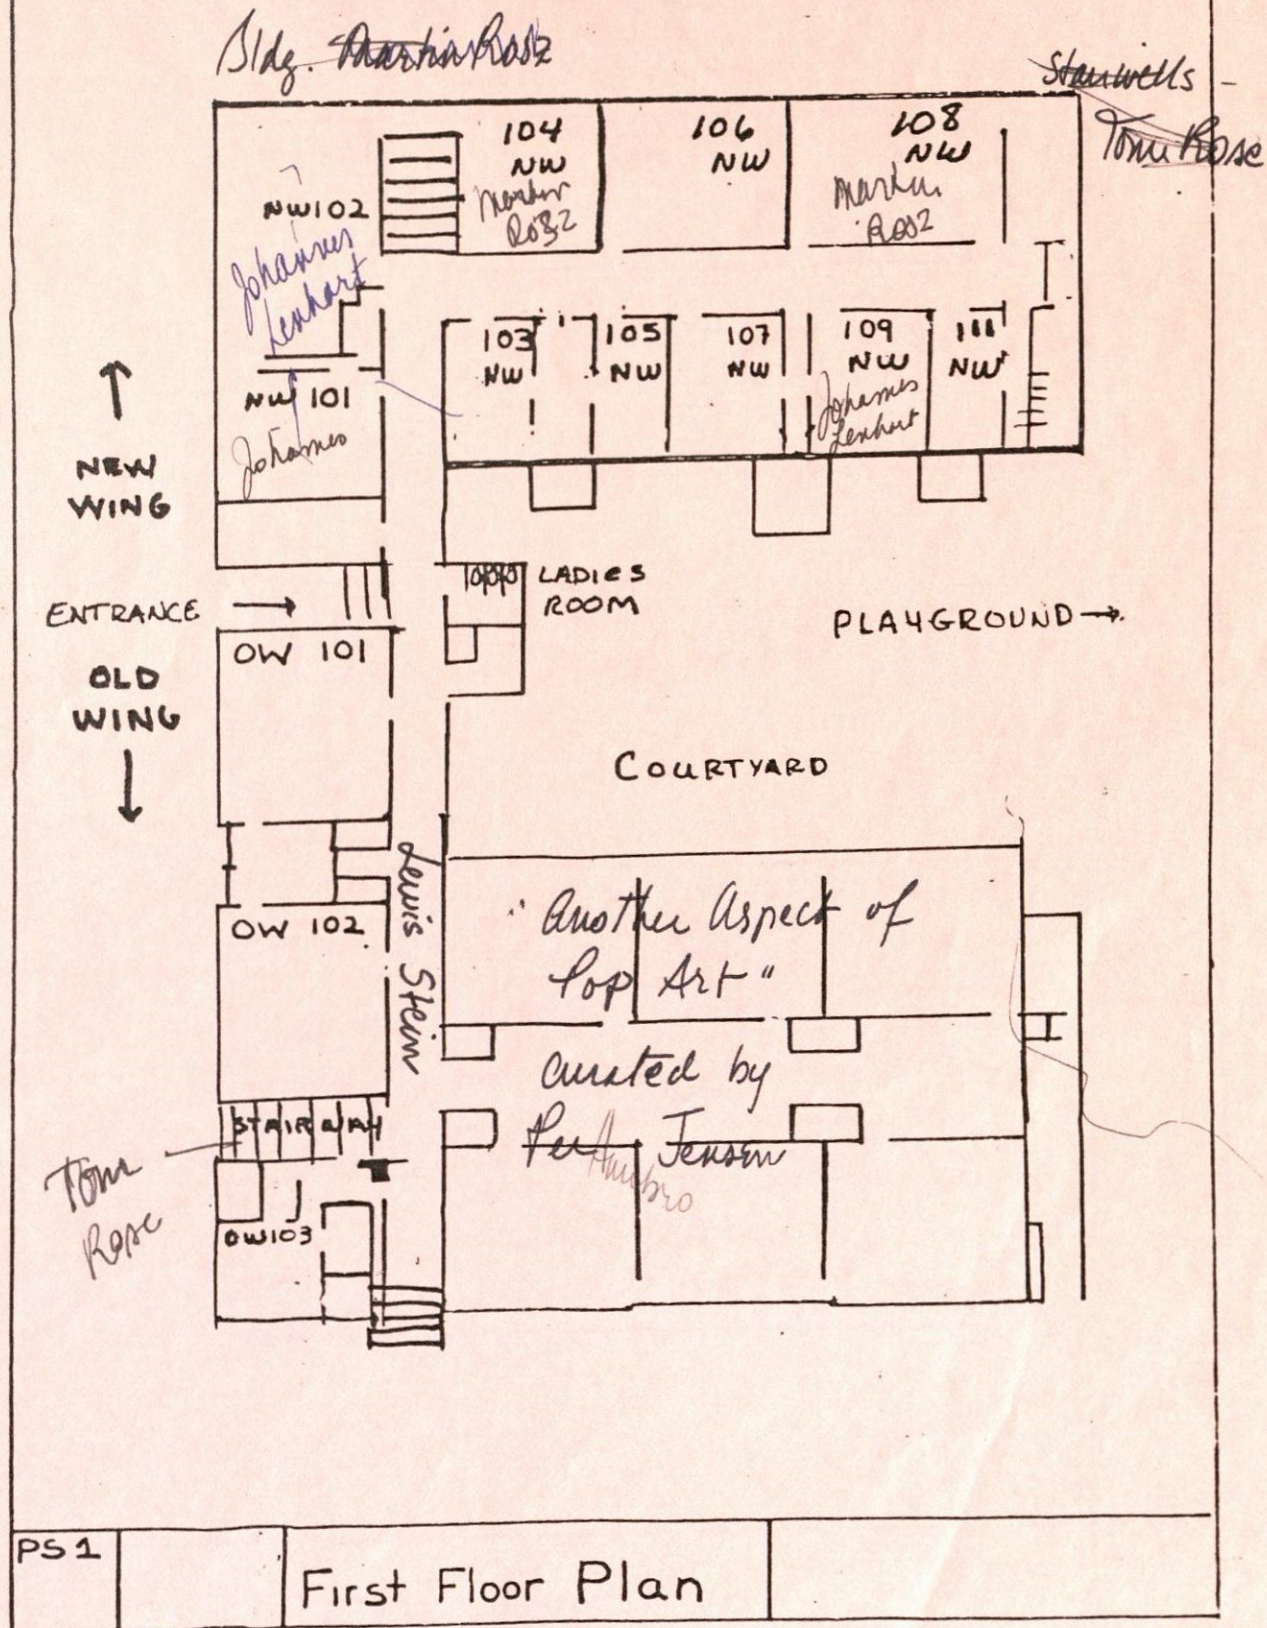 Bldg. Martin Rosz
Stairwells -
Tom Rose
104
NW
Martin
Rosz
106
NW
108
NW
Martin
Rosz
NW102
Johannes
Lenhart
NW 101
Johannes
103
NW
105
NW
107
NW
109
NW
Johannes
Lenhart
111
NW
↑
NEW
WING
ENTRANCE →
LADIES
ROOM
PLAYGROUND →
OLD
WING
↓
OW 101
COURTYARD
OW 102
Lewis Stein
"Another Aspect of
Pop Art"
curated by
Per Jensen
STAIRWAY
Tom
Rose
OW103
PS1
First Floor Plan